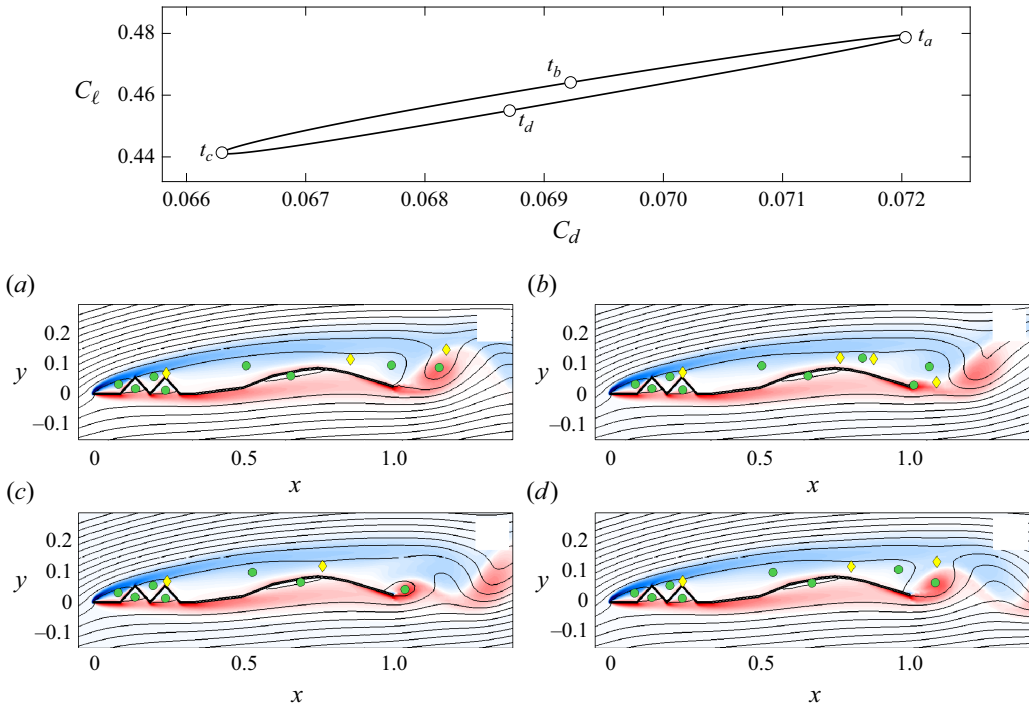 0.48
t_a
t_b
C_ℓ 0.46
t_d
t_c
0.44
0.066 0.067 0.068 0.069 0.070 0.071 0.072
C_d
(a) (b)
0.2 0.2
y 0.1 y 0.1
0 0
–0.1 –0.1
0 0.5 1.0 0 0.5 1.0
x x
(c) (d)
0.2 0.2
y 0.1 y 0.1
0 0
–0.1 –0.1
0 0.5 1.0 0 0.5 1.0
x x